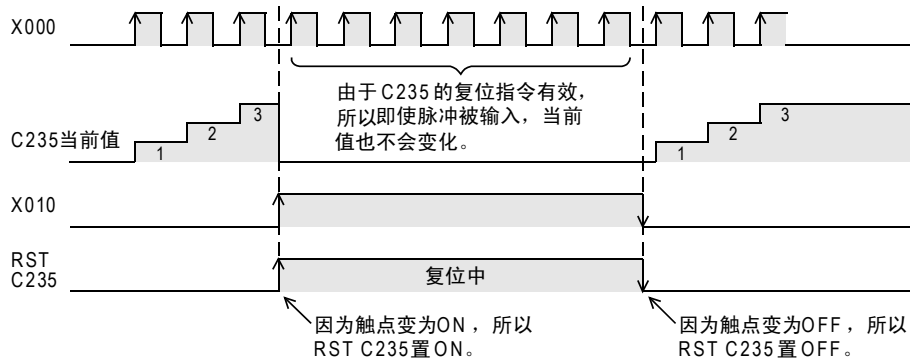 X000
由于C235的复位指令有效，
所以即使脉冲被输入，当前
值也不会变化。
C235当前值
1
2
3
1
2
3
X010
RST
C235
复位中
因为触点变为ON，所以
RST C235置ON。
因为触点变为OFF，所以
RST C235置OFF。